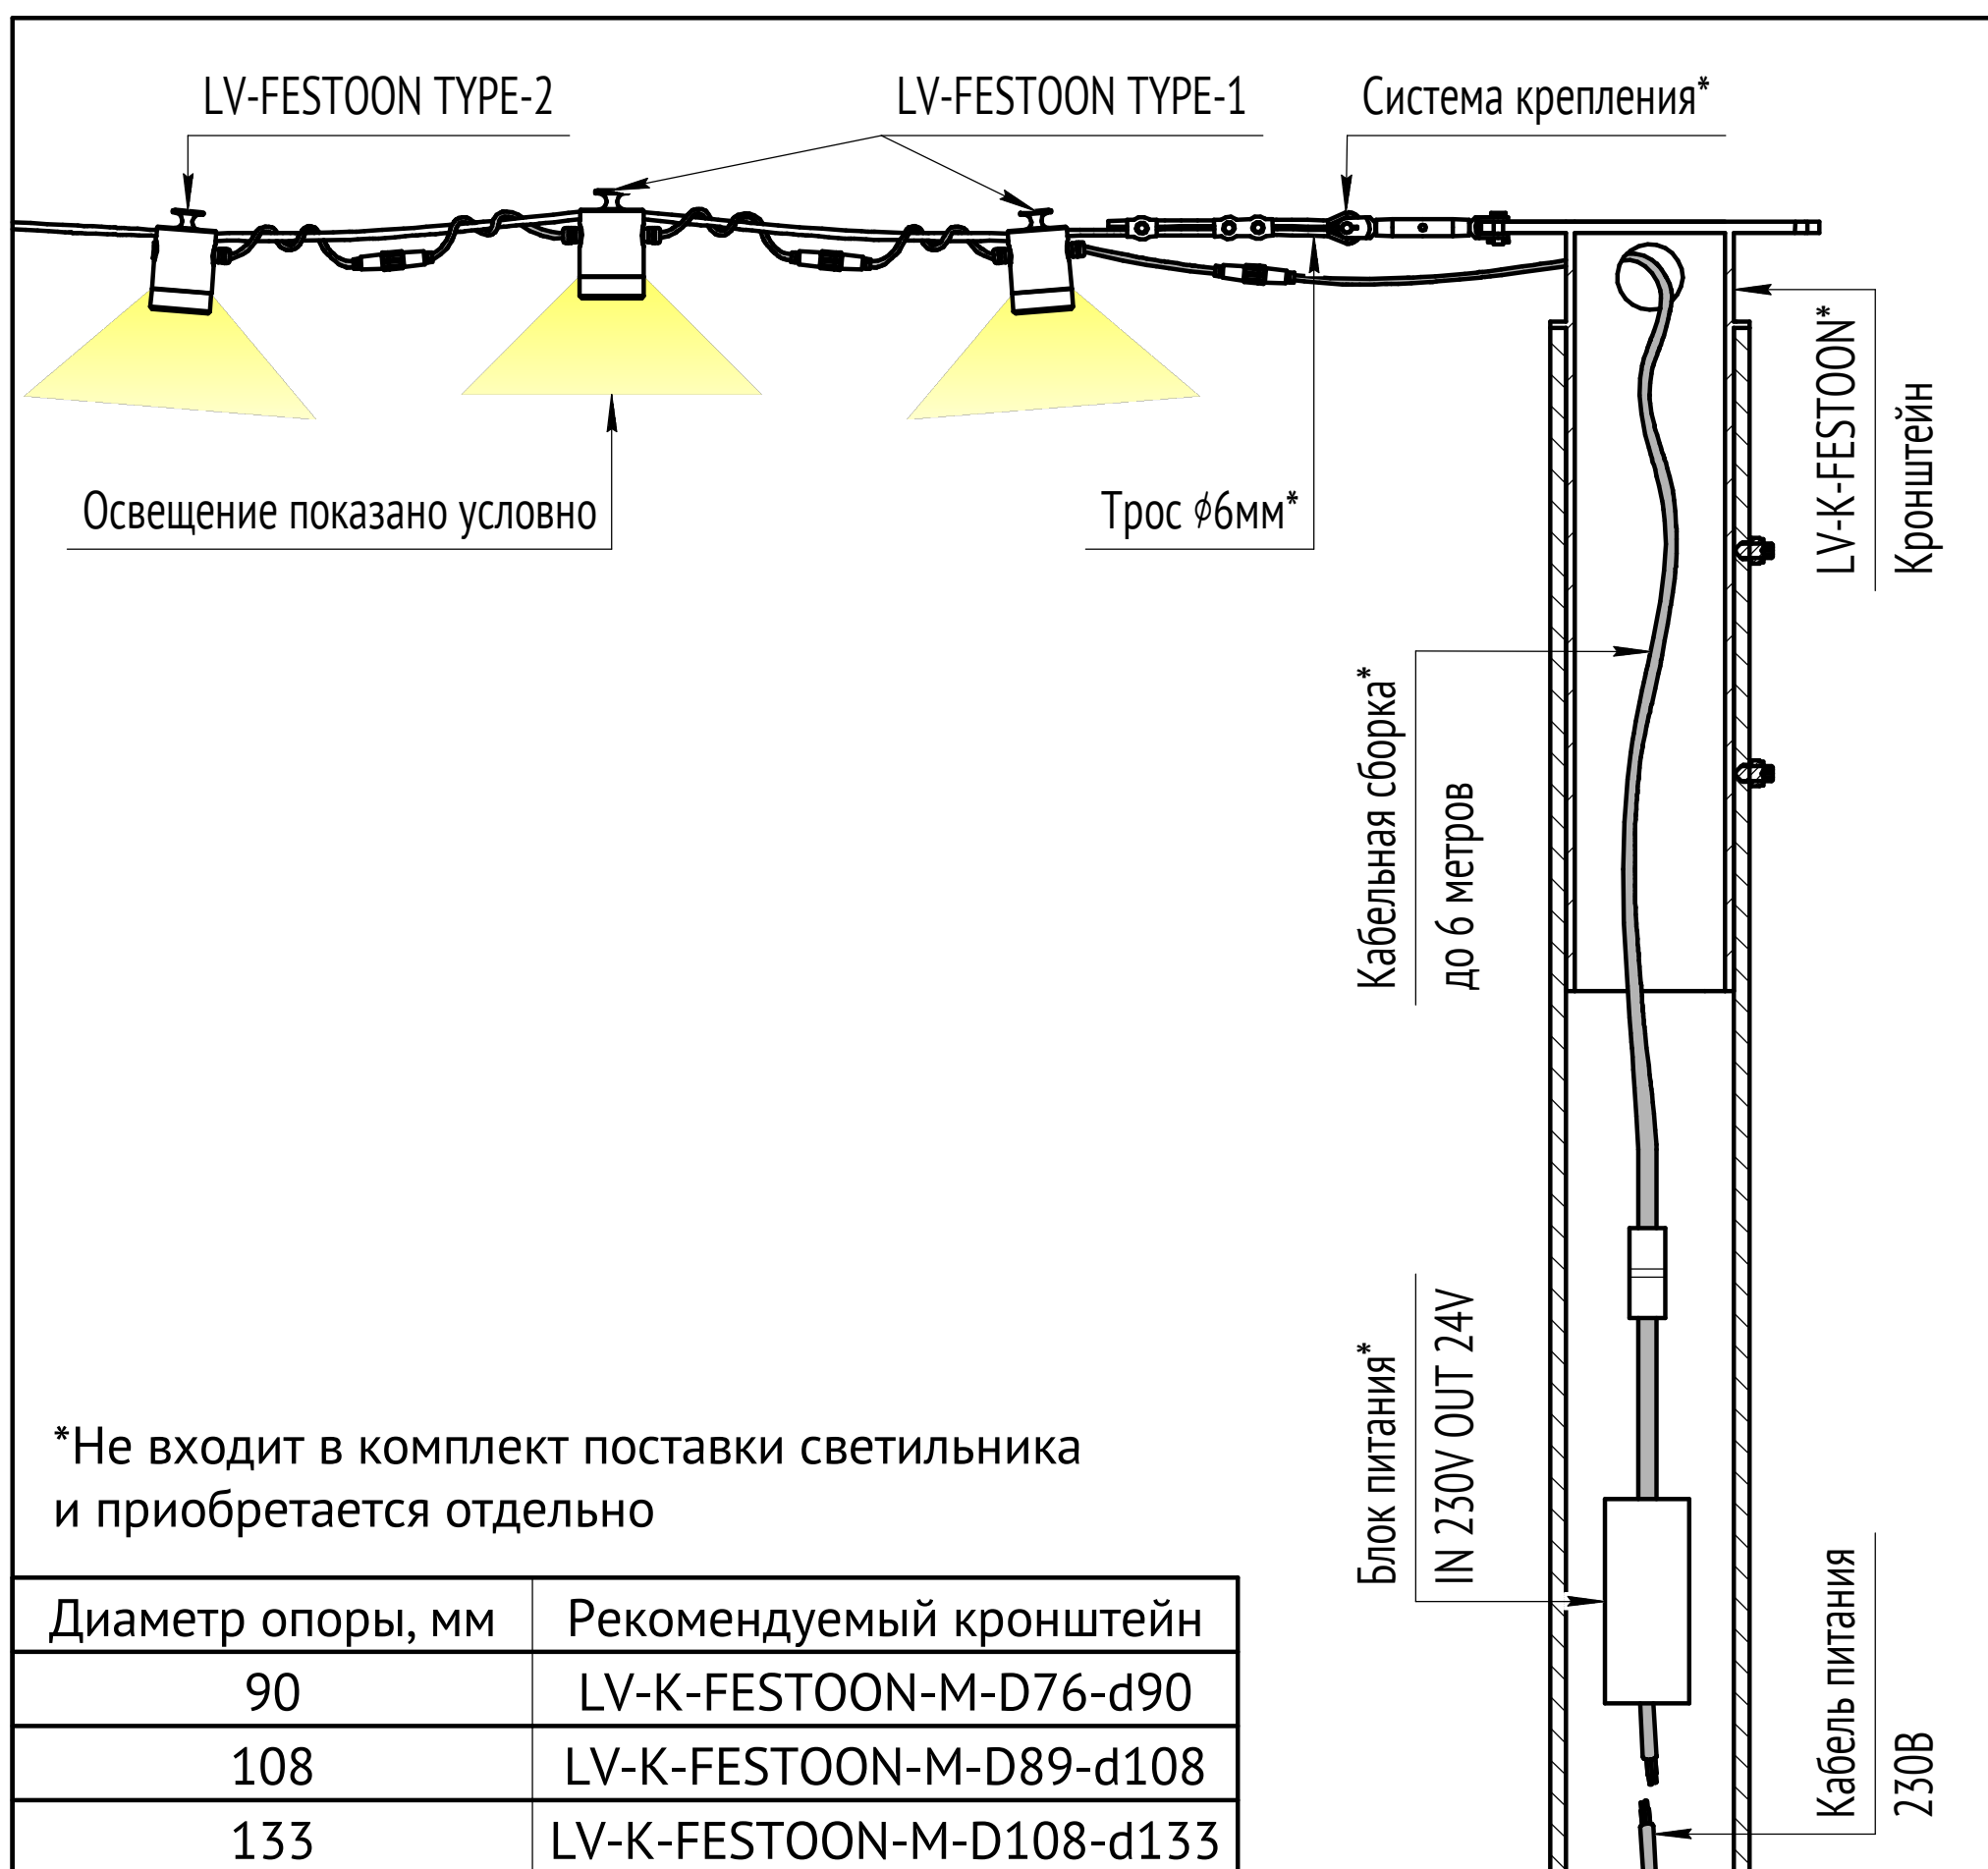 LV-FESTOON TYPE-2
LV-FESTOON TYPE-1
Система крепления*
Освещение показано условно
Трос ϕ6мм*
LV-K-FESTOON*
Кронштейн
Кабельная сборка*
до 6 метров
Блок питания*
IN 230V OUT 24V
Кабель питания
230В
*Не входит в комплект поставки светильника
и приобретается отдельно
Диаметр опоры, мм
Рекомендуемый кронштейн
90
LV-K-FESTOON-M-D76-d90
108
LV-K-FESTOON-M-D89-d108
133
LV-K-FESTOON-M-D108-d133